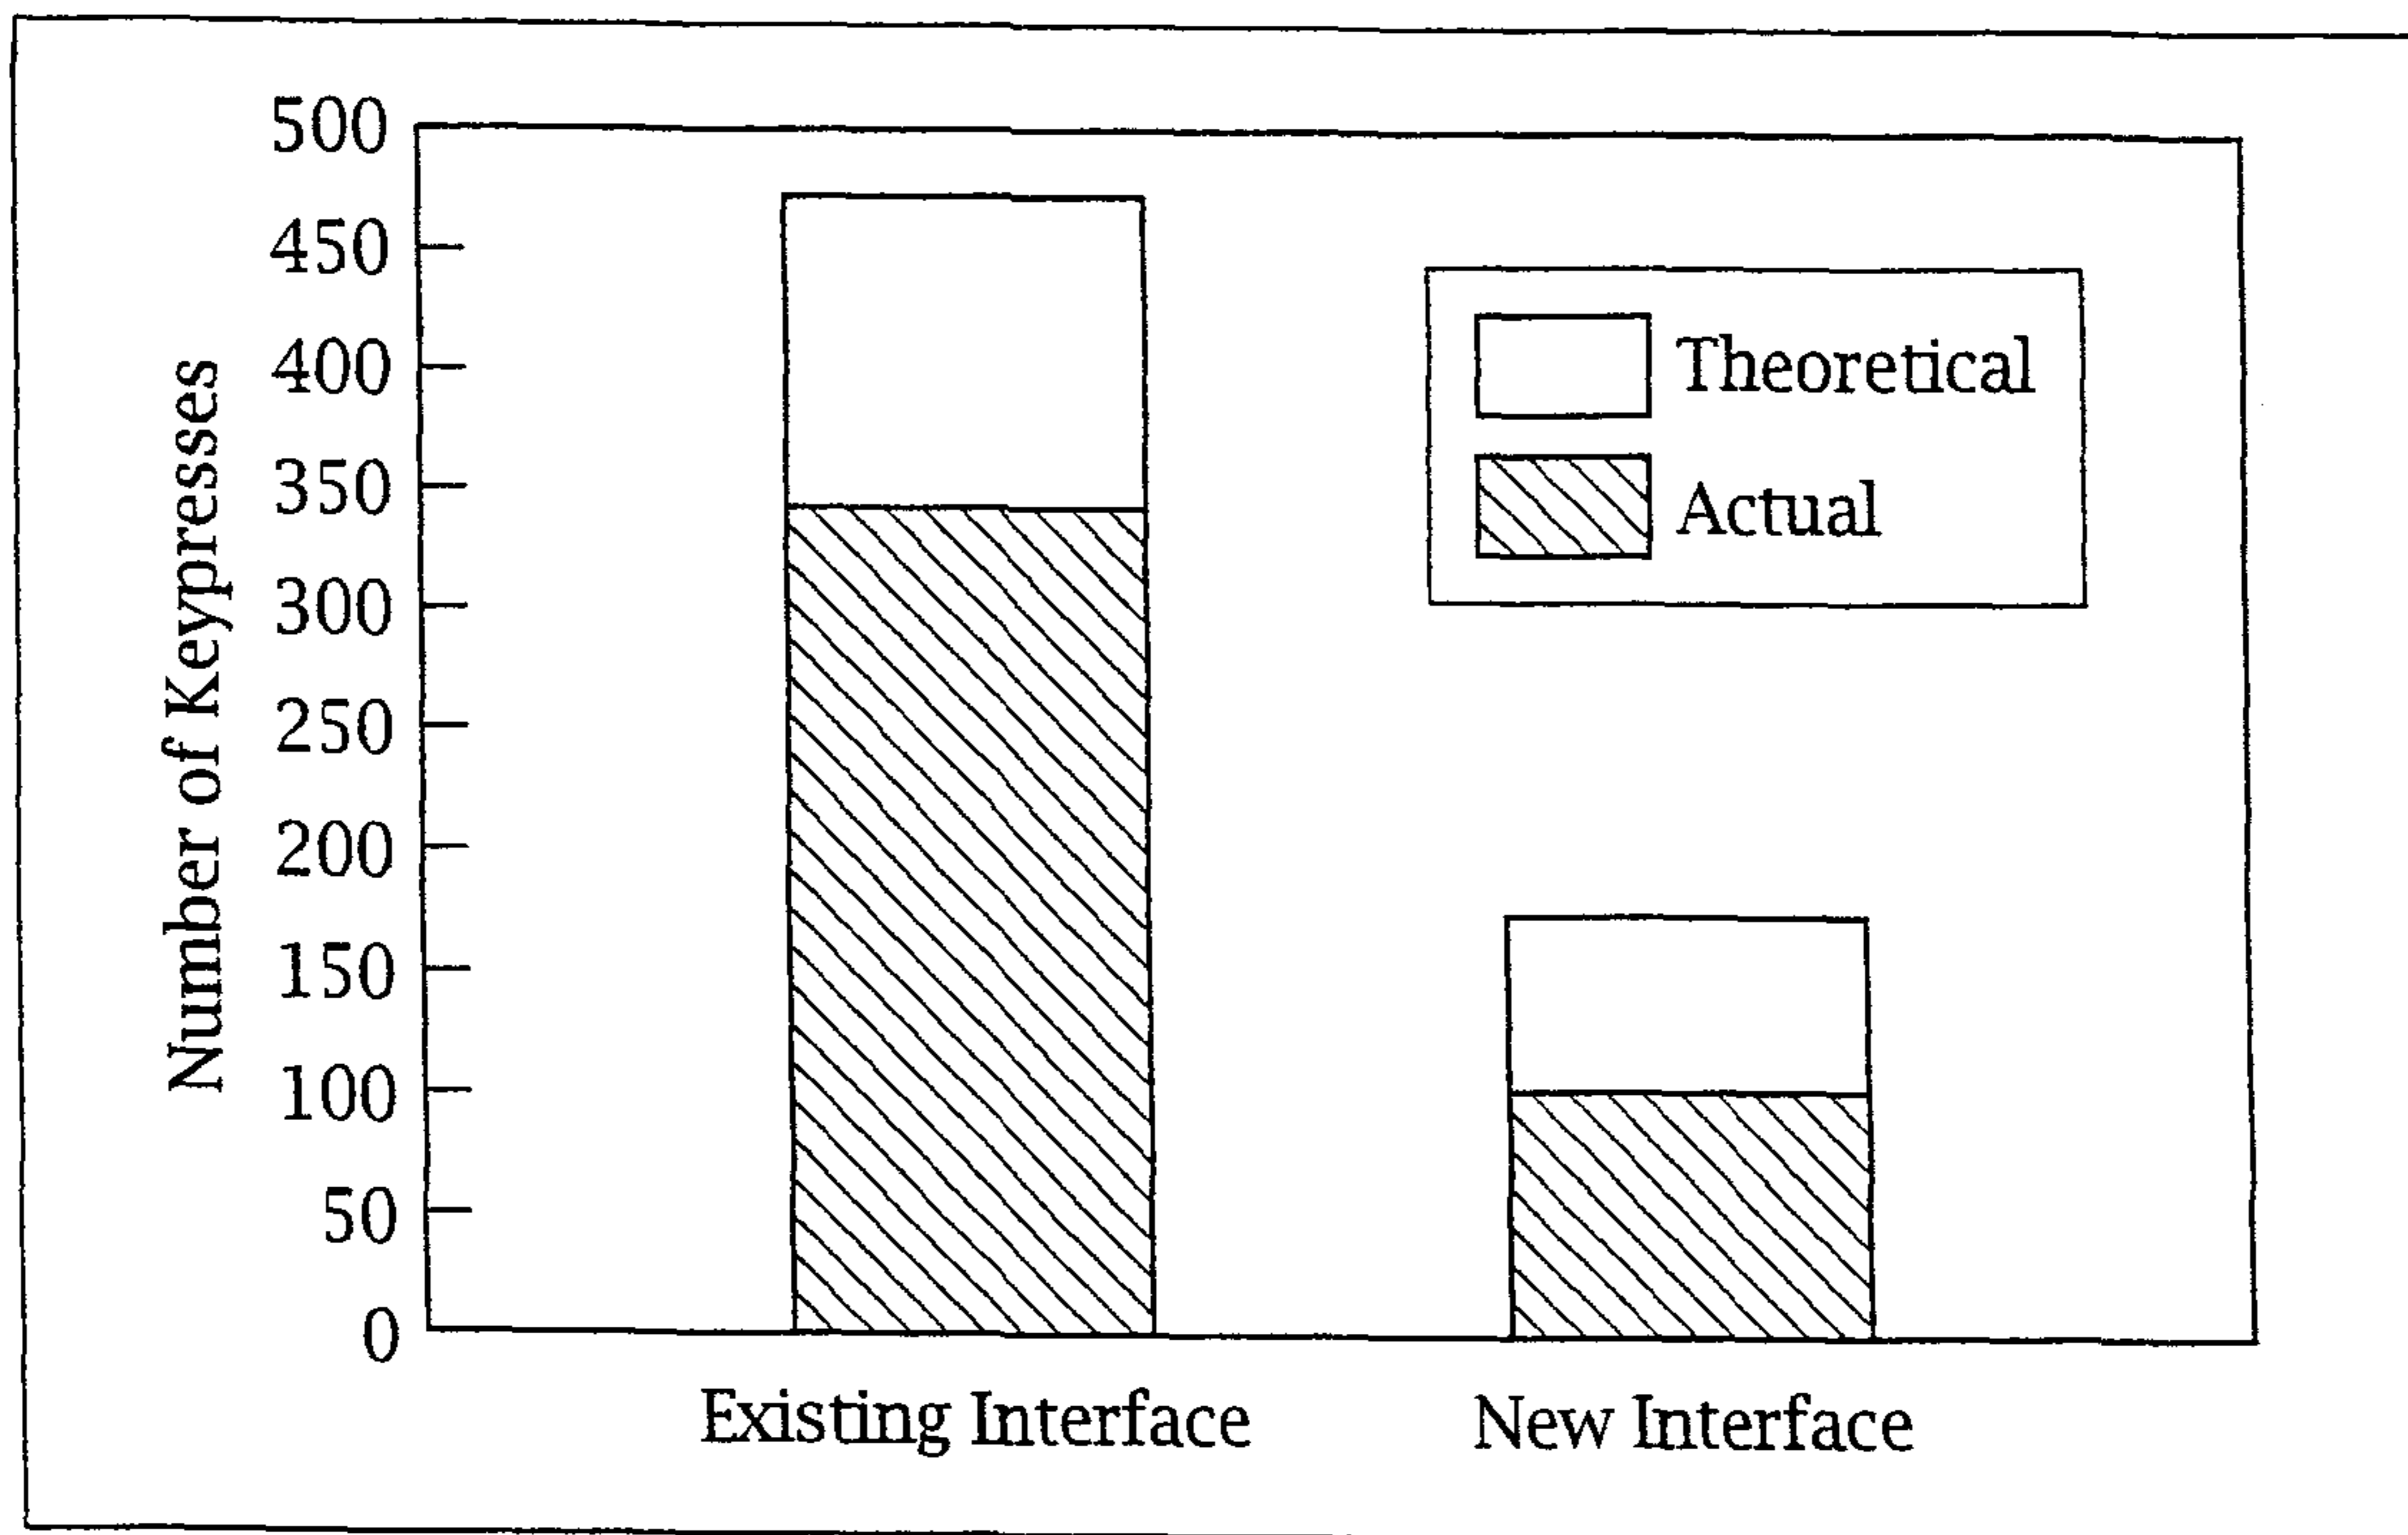 500
450
400
350
300
250
200
150
100
50
0
Number of Keypresses
Theoretical
Actual
Existing Interface
New Interface